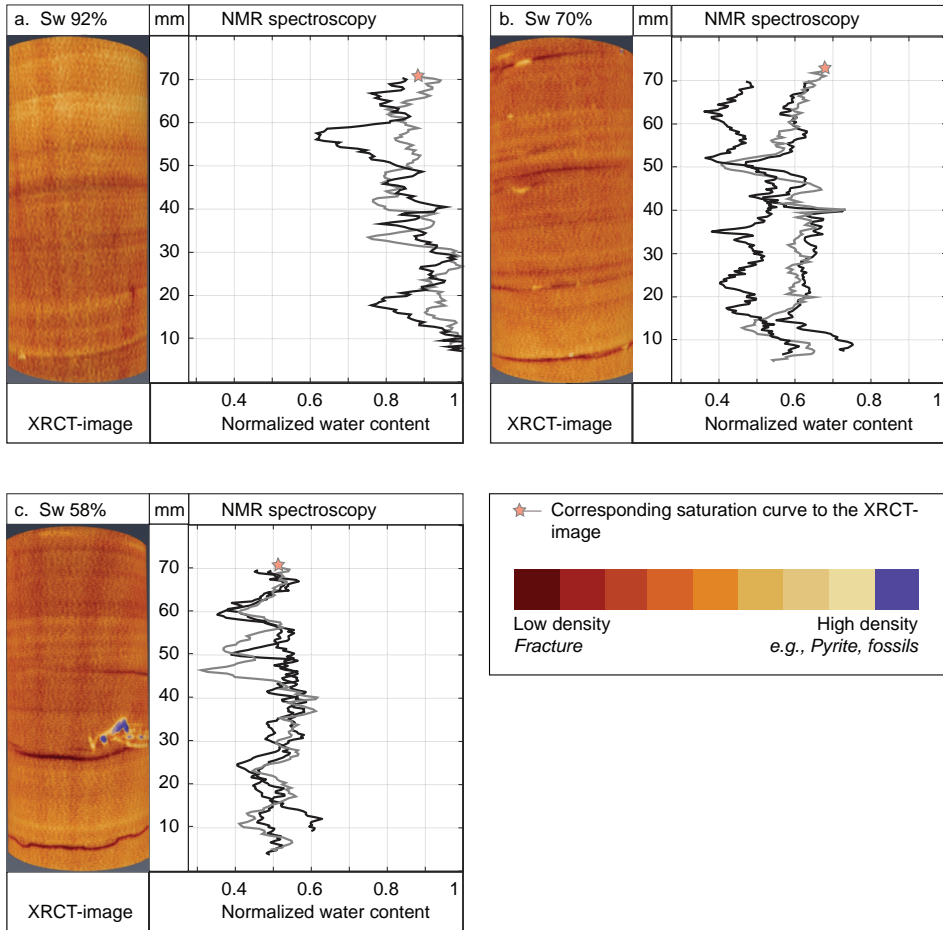 a. Sw 92%
mm
NMR spectroscopy
70
60
50
40
30
20
10
XRCT-image
0.4 0.6 0.8 1
Normalized water content
b. Sw 70%
mm
NMR spectroscopy
70
60
50
40
30
20
10
XRCT-image
0.4 0.6 0.8 1
Normalized water content
c. Sw 58%
mm
NMR spectroscopy
70
60
50
40
30
20
10
XRCT-image
0.4 0.6 0.8 1
Normalized water content
Corresponding saturation curve to the XRCT-
image
Low density High density
Fracture e.g., Pyrite, fossils